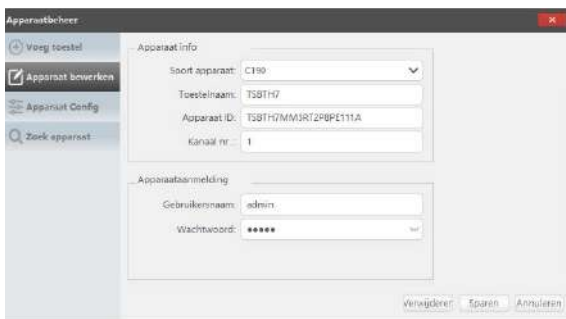 Apparaatbeheer
Voeg toestel
Apparaat bewerken
Apparaat Config
Zoek apparaat
Apparaat info
Soort apparaat: C190
Toestelnaam: TSBTH7
Apparaat ID:
Kanaal nr.: 1
Apparaataanmelding
Gebruikersnaam: admin
Wachtwoord: •••••
Verwijderen Sparen Annuleren